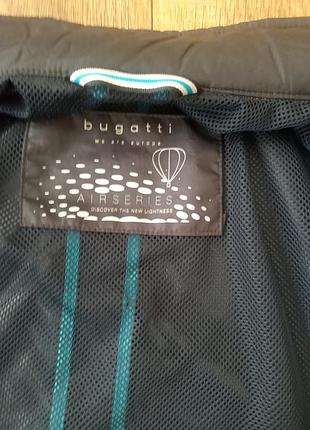 bugatti
we are europe
AIRSERIES
DISCOVER THE NEW LIGHTNESS